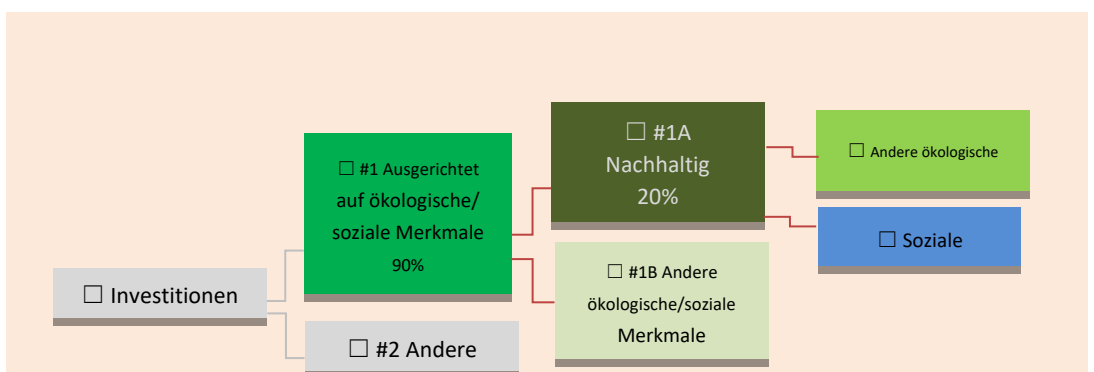 ☐ Investitionen
☐ #1 Ausgerichtet
auf ökologische/
soziale Merkmale
90%
☐ #2 Andere
☐ #1A
Nachhaltig
20%
☐ #1B Andere
ökologische/soziale
Merkmale
☐ Andere ökologische
☐ Soziale